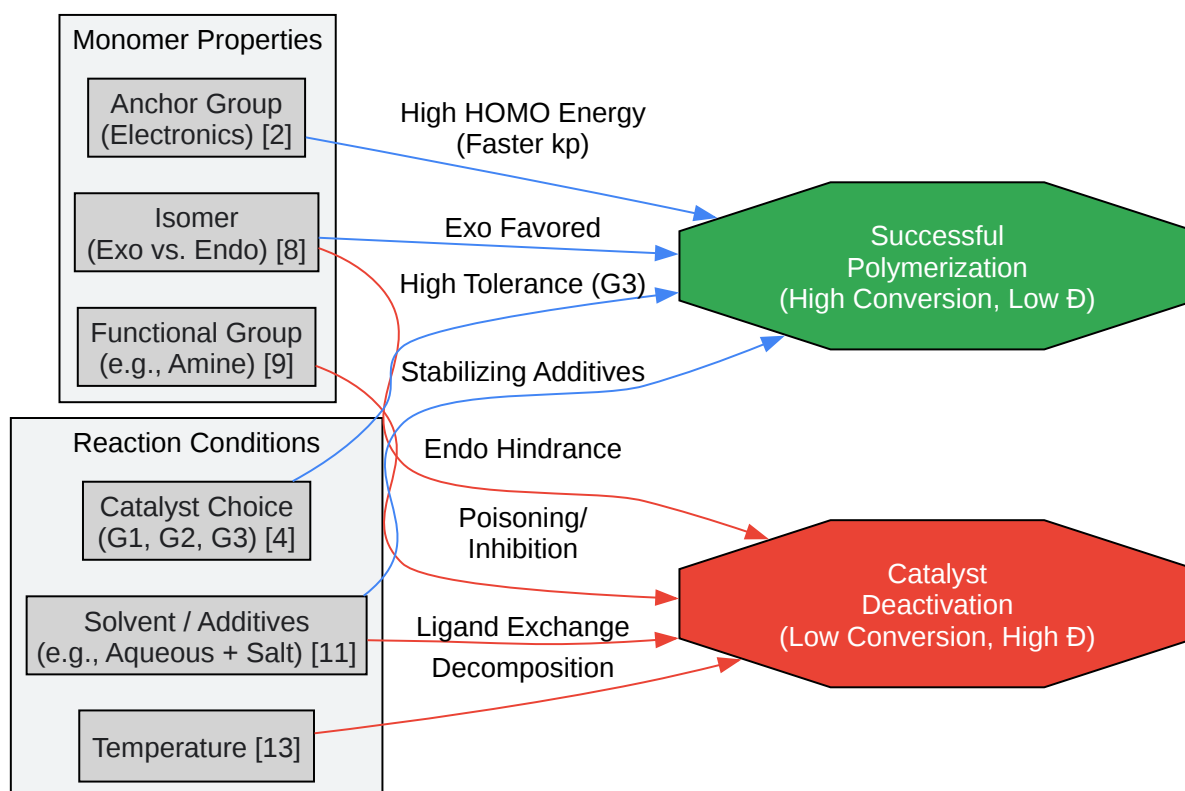 Monomer Properties
Anchor Group
(Electronics) [2]
Isomer
(Exo vs. Endo) [8]
Functional Group
(e.g., Amine) [9]
Reaction Conditions
Catalyst Choice
(G1, G2, G3) [4]
Solvent / Additives
(e.g., Aqueous + Salt) [11]
Temperature [13]
High HOMO Energy
(Faster kp)
Exo Favored
High Tolerance (G3)
Stabilizing Additives
Endo Hindrance
Poisoning/
Inhibition
Ligand Exchange
Decomposition
Successful
Polymerization
(High Conversion, Low Đ)
Catalyst
Deactivation
(Low Conversion, High Đ)